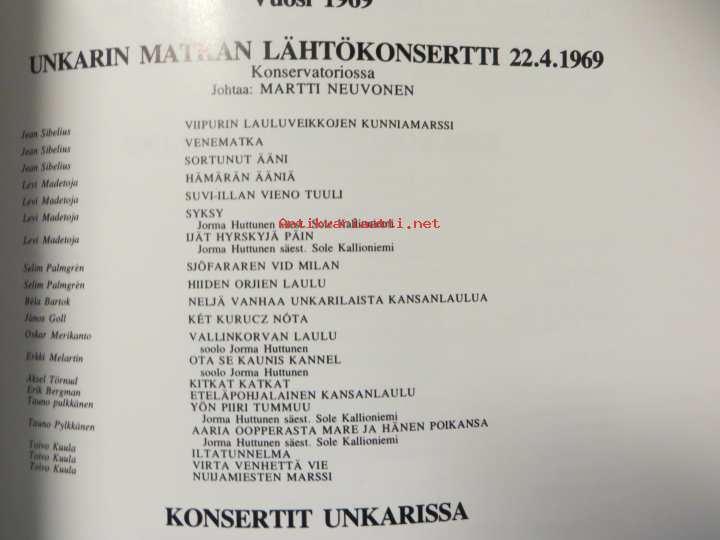 Vuosi 1969
UNKARIN MATKAN LÄHTÖKONSERTTI 22.4.1969
Konservatoriossa
Johtaa: MARTTI NEUVONEN
Jean Sibelius VIIPURIN LAULUVEIKKOJEN KUNNIAMARSSI
Jean Sibelius VENEMATKA
Jean Sibelius SORTUNUT ÄÄNI
Levi Madetoja HÄMÄRÄN ÄÄNIÄ
Levi Madetoja SUVI-ILLAN VIENO TUULI
Levi Madetoja SYKSY
Jorma Huttunen säest. Sole Kallioniemi
Antikvariaatti.net
Levi Madetoja IJÄT HYRSKYJÄ PÄIN
Jorma Huttunen säest. Sole Kallioniemi
Selim Palmgrèn SJÖFARAREN VID MILAN
Selim Palmgrèn HIIDEN ORJIEN LAULU
Bèla Bartok NELJÄ VANHAA UNKARILAISTA KANSANLAULUA
János Goll KÉT KURUCZ NÓTA
Oskar Merikanto VALLINKORVAN LAULU
soolo Jorma Huttunen
Erkki Melartin OTA SE KAUNIS KANNEL
soolo Jorma Huttunen
Aksel Törnud KITKAT KATKAT
Erik Bergman ETELÄPOHJALAINEN KANSANLAULU
Tauno pulkkänen YÖN PIIRI TUMMUU
Jorma Huttunen säest. Sole Kallioniemi
Tauno Pylkkänen AARIA OOPPERASTA MARE JA HÄNEN POIKANSA
Jorma Huttunen säest. Sole Kallioniemi
Toivo Kuula ILTATUNNELMA
Toivo Kuula VIRTA VENHETTÄ VIE
Toivo Kuula NUIJAMIESTEN MARSSI
KONSERTIT UNKARISSA